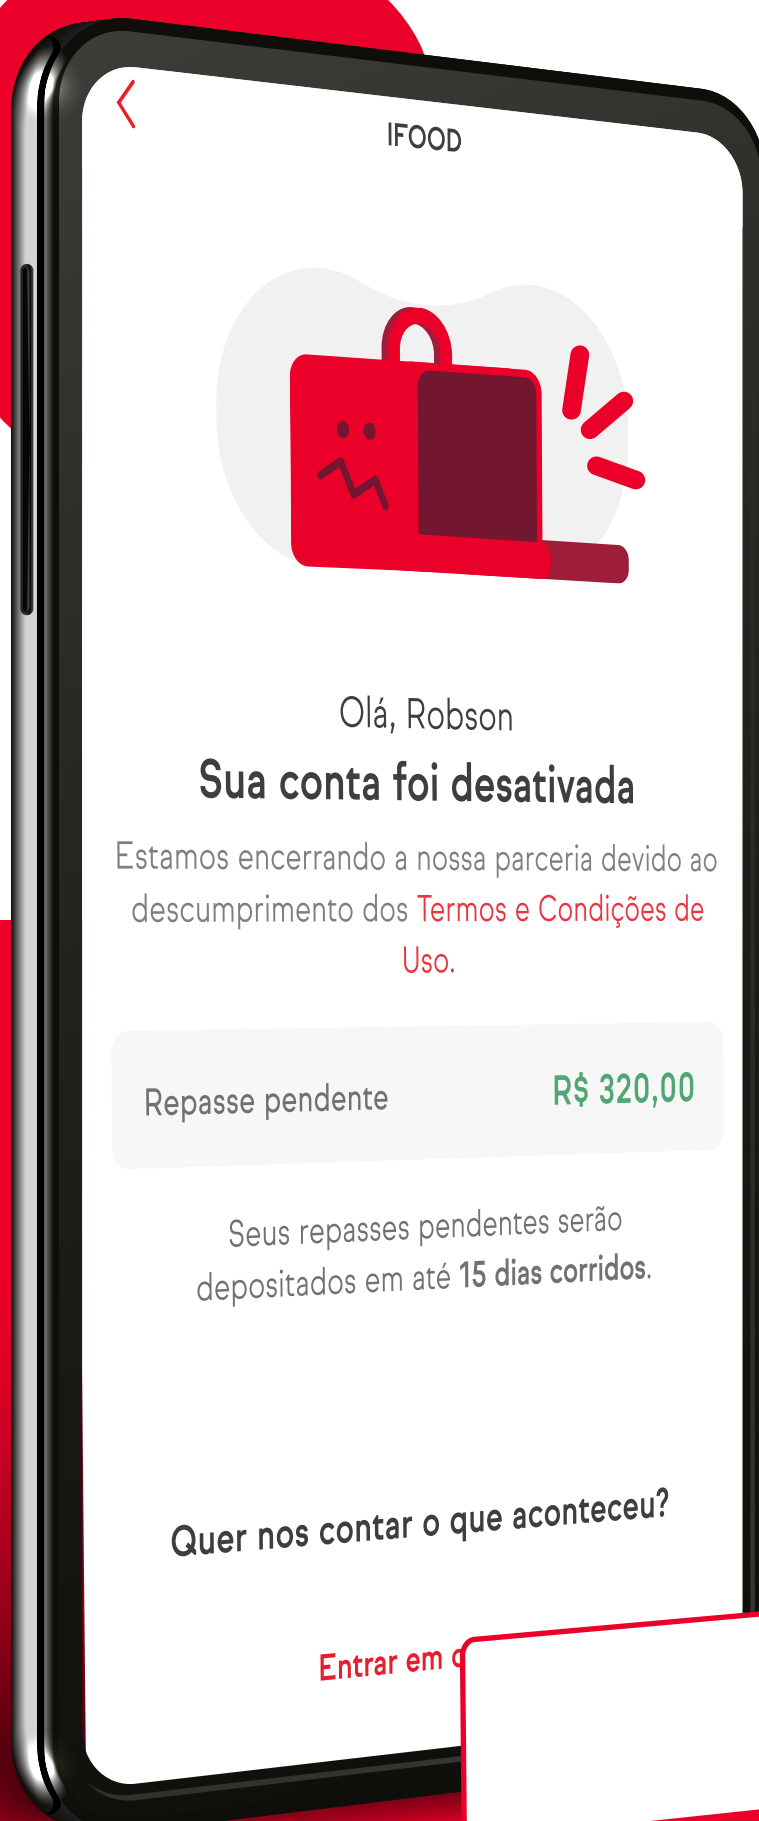 IFOOD
Olá, Robson
Sua conta foi desativada
Estamos encerrando a nossa parceria devido ao
descumprimento dos Termos e Condições de
Uso.
Repasse pendente R$ 320,00
Seus repasses pendentes serão
depositados em até 15 dias corridos.
Quer nos contar o que aconteceu?
Entrar em